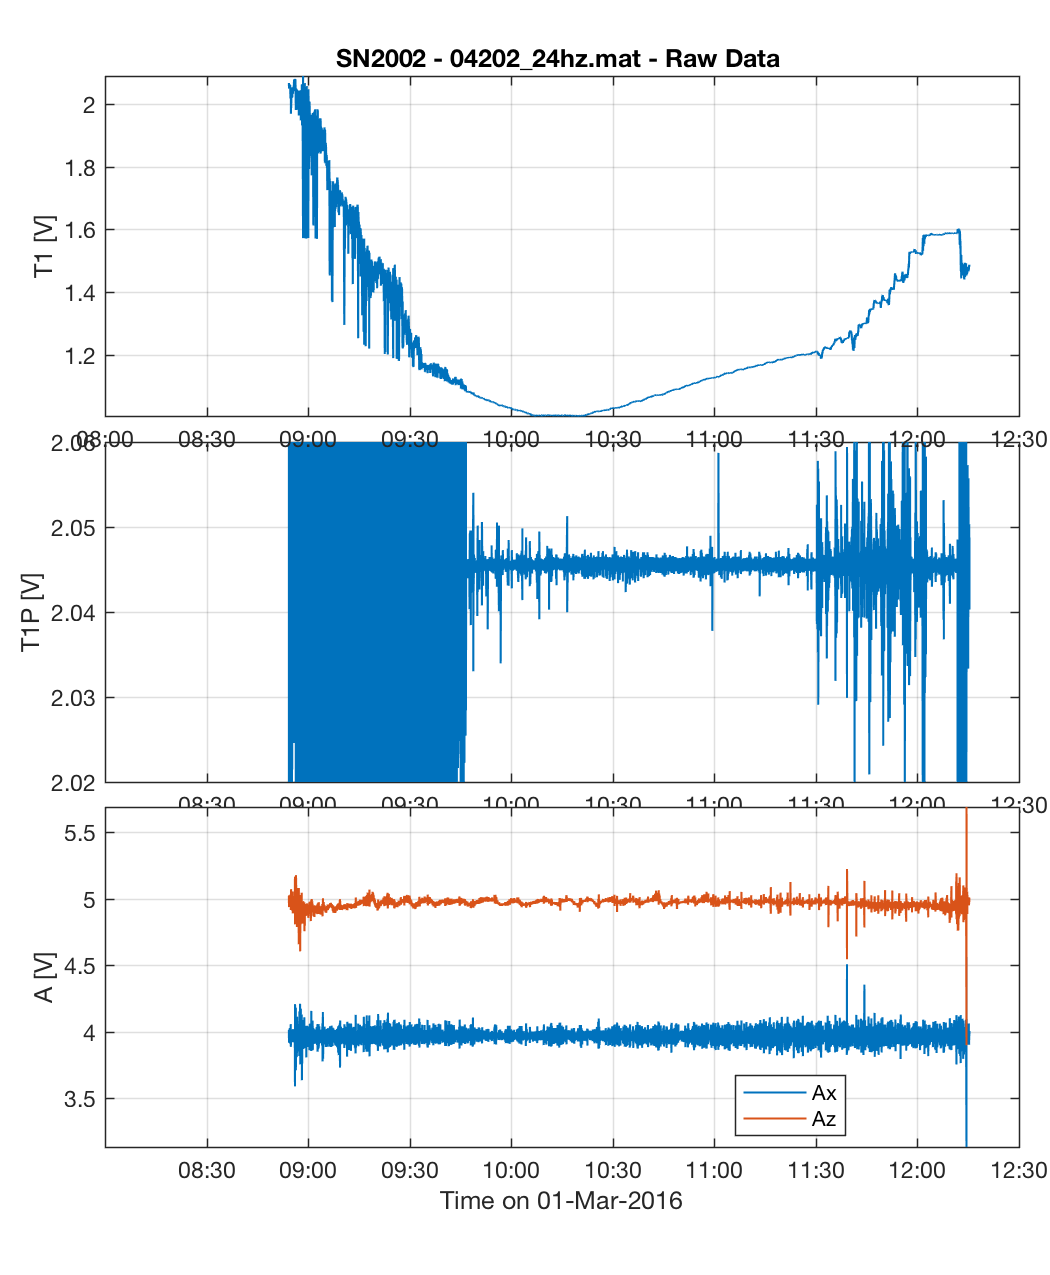 SN2002 - 04202_24hz.mat - Raw Data
2
1.8
1.6
1.4
1.2
T1 [V]
08:00 08:30 09:00 09:30 10:00 10:30 11:00 11:30 12:00 12:30
2.06
2.05
2.04
2.03
2.02
T1P [V]
08:30 09:00 09:30 10:00 10:30 11:00 11:30 12:00 12:30
5.5
5
4.5
4
3.5
A [V]
Ax
Az
08:30 09:00 09:30 10:00 10:30 11:00 11:30 12:00 12:30
Time on 01-Mar-2016